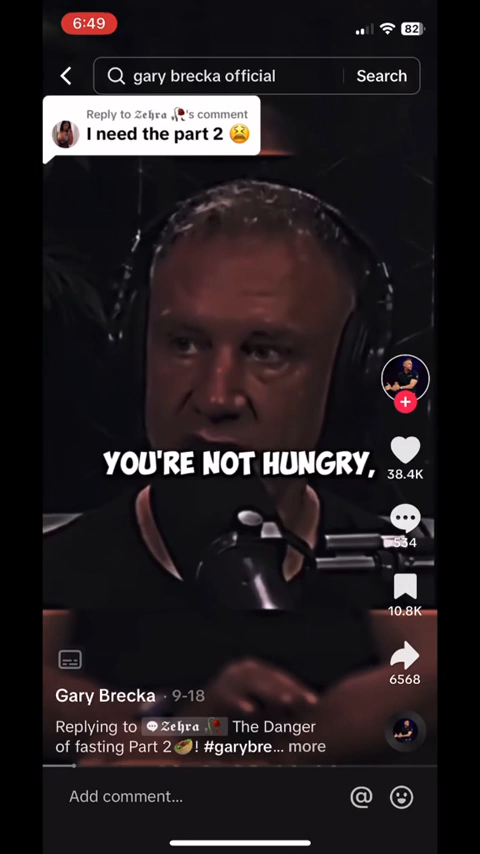 6:49
82
gary brecka official
Search
Reply to 𝖅𝖊𝖍𝖗𝖆 🥀's comment
I need the part 2 😫
YOU'RE NOT HUNGRY,
38.4K
534
10.8K
6568
Gary Brecka · 9-18
Replying to 𝖅𝖊𝖍𝖗𝖆 🥀 The Danger
of fasting Part 2🥙! #garybre... more
Add comment...